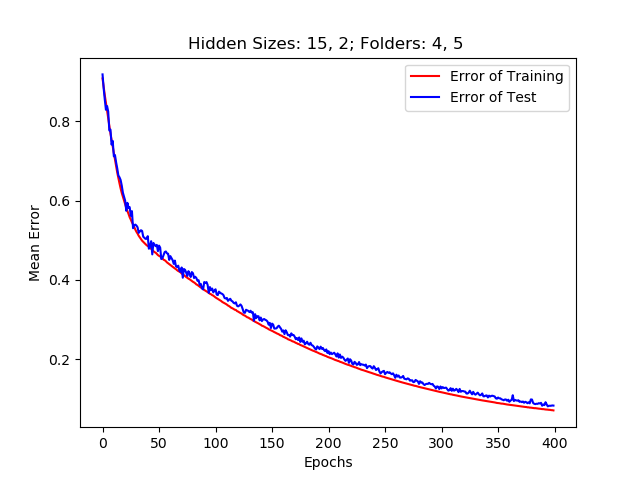 Hidden Sizes: 15, 2; Folders: 4, 5
Error of Training
Error of Test
Mean Error
0.8
0.6
0.4
0.2
0 50 100 150 200 250 300 350 400
Epochs